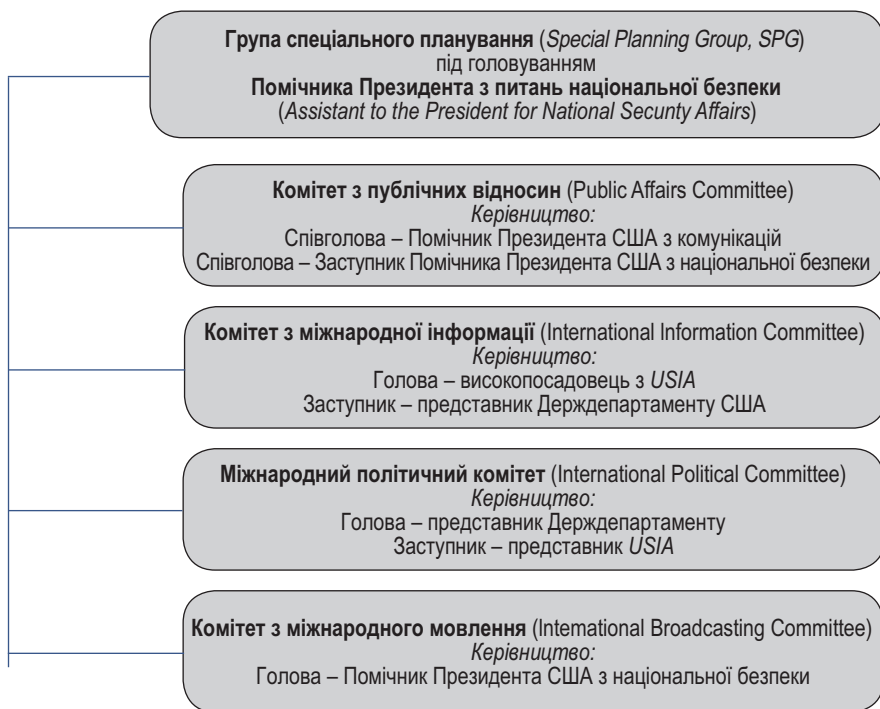 Група спеціального планування (Special Planning Group, SPG)
під головуванням
Помічника Президента з питань національної безпеки
(Assistant to the President for National Secunty Affairs)
Комітет з публічних відносин (Public Affairs Committee)
Керівництво:
Співголова – Помічник Президента США з комунікацій
Співголова – Заступник Помічника Президента США з національної безпеки
Комітет з міжнародної інформації (International Information Committee)
Керівництво:
Голова – високопосадовець з USIA
Заступник – представник Держдепартаменту США
Міжнародний політичний комітет (International Political Committee)
Керівництво:
Голова – представник Держдепартаменту
Заступник – представник USIA
Комітет з міжнародного мовлення (Intemational Broadcasting Committee)
Керівництво:
Голова – Помічник Президента США з національної безпеки